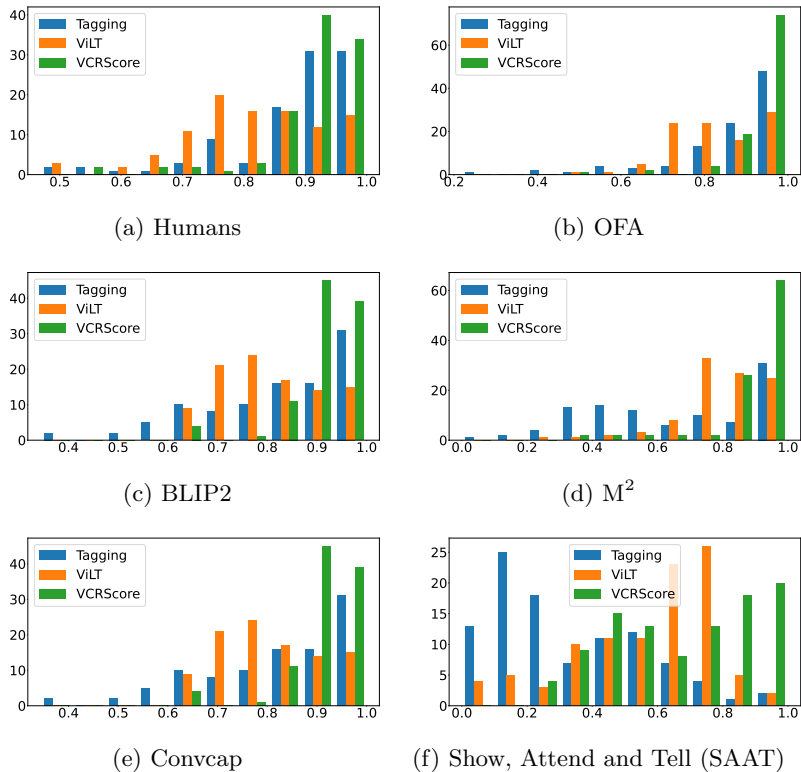 40
30
20
10
0
Tagging
ViLT
VCRScore
0.5 0.6 0.7 0.8 0.9 1.0
(a) Humans
60
40
20
0
Tagging
ViLT
VCRScore
0.2 0.4 0.6 0.8 1.0
(b) OFA
40
30
20
10
0
Tagging
ViLT
VCRScore
0.4 0.5 0.6 0.7 0.8 0.9 1.0
(c) BLIP2
60
40
20
0
Tagging
ViLT
VCRScore
0.0 0.2 0.4 0.6 0.8 1.0
(d) M²
40
30
20
10
0
Tagging
ViLT
VCRScore
0.4 0.5 0.6 0.7 0.8 0.9 1.0
(e) Convcap
25
20
15
10
5
0
Tagging
ViLT
VCRScore
0.0 0.2 0.4 0.6 0.8 1.0
(f) Show, Attend and Tell (SAAT)